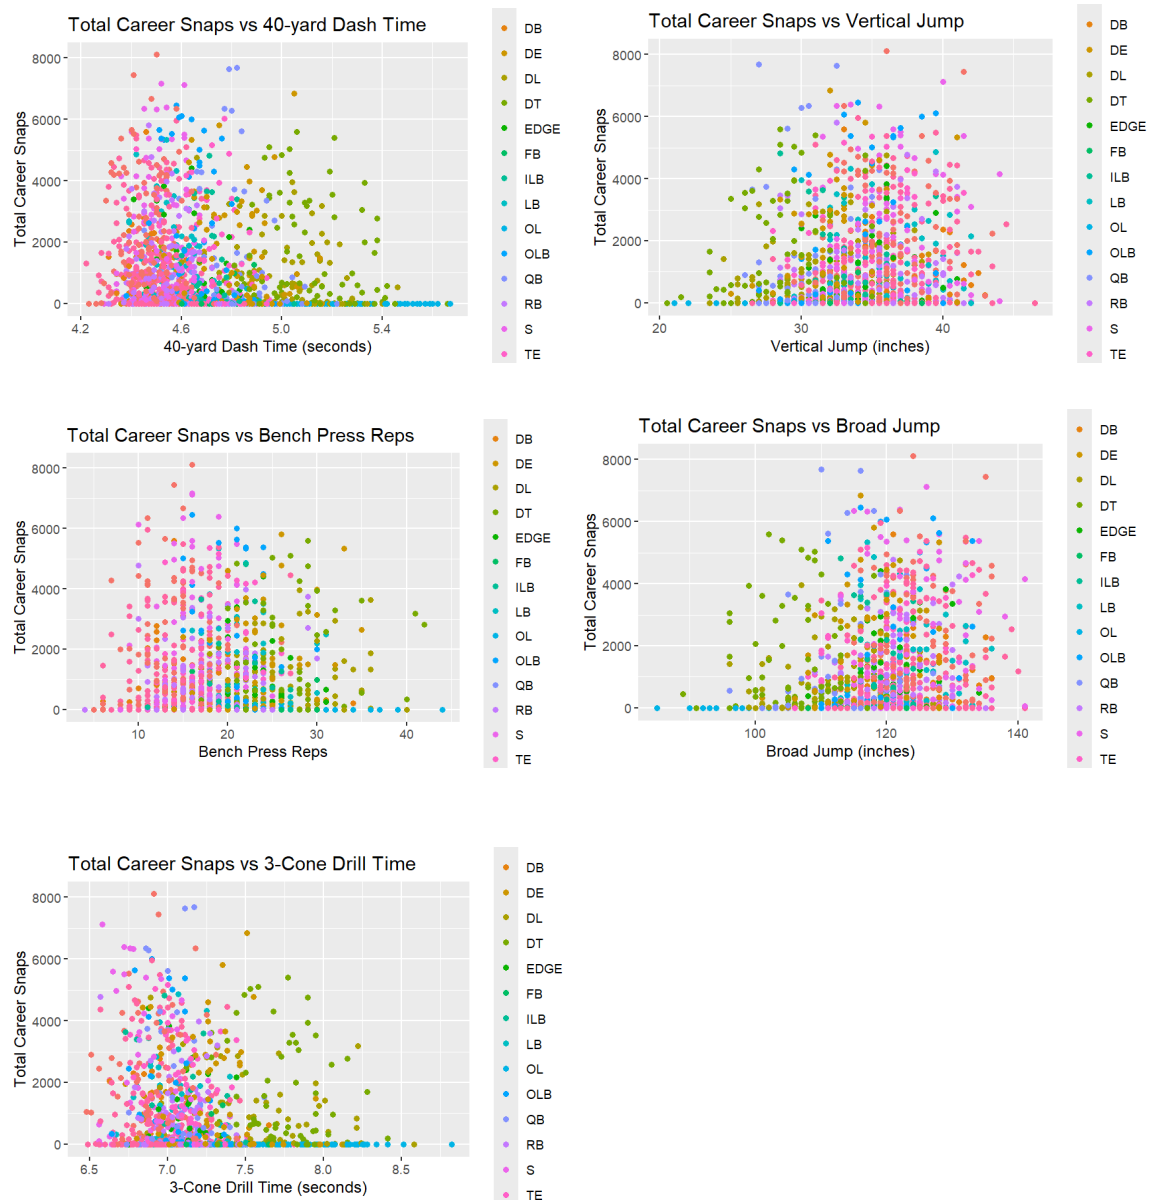 Total Career Snaps vs 40-yard Dash Time
Total Career Snaps
8000
6000
4000
2000
0
4.2
4.6
5.0
5.4
40-yard Dash Time (seconds)
DB
DE
DL
DT
EDGE
FB
ILB
LB
OL
OLB
QB
RB
S
TE
Total Career Snaps vs Vertical Jump
Total Career Snaps
8000
6000
4000
2000
0
20
30
40
Vertical Jump (inches)
DB
DE
DL
DT
EDGE
FB
ILB
LB
OL
OLB
QB
RB
S
TE
Total Career Snaps vs Bench Press Reps
Total Career Snaps
8000
6000
4000
2000
0
10
20
30
40
Bench Press Reps
DB
DE
DL
DT
EDGE
FB
ILB
LB
OL
OLB
QB
RB
S
TE
Total Career Snaps vs Broad Jump
Total Career Snaps
8000
6000
4000
2000
0
100
120
140
Broad Jump (inches)
DB
DE
DL
DT
EDGE
FB
ILB
LB
OL
OLB
QB
RB
S
TE
Total Career Snaps vs 3-Cone Drill Time
Total Career Snaps
8000
6000
4000
2000
0
6.5
7.0
7.5
8.0
8.5
3-Cone Drill Time (seconds)
DB
DE
DL
DT
EDGE
FB
ILB
LB
OL
OLB
QB
RB
S
TE